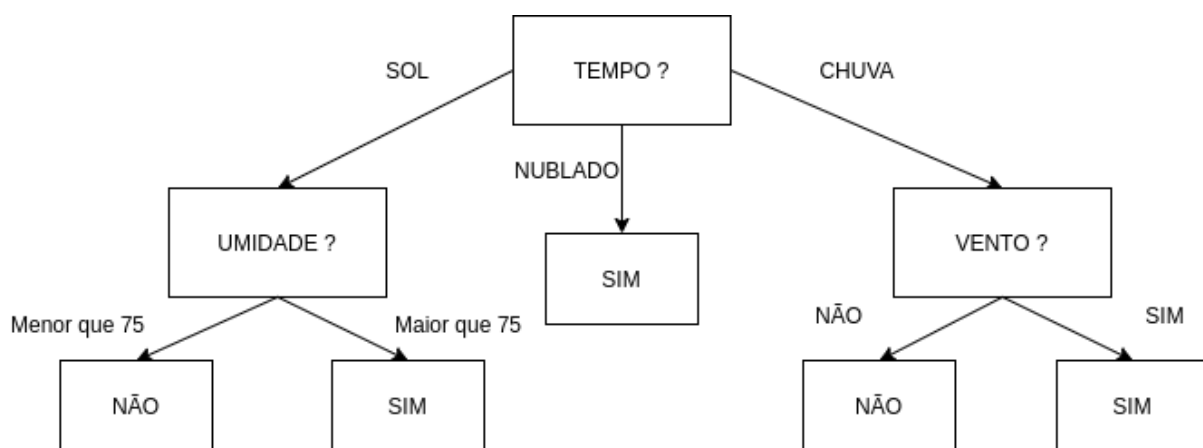 TEMPO ?
SOL
CHUVA
NUBLADO
UMIDADE ?
SIM
VENTO ?
Menor que 75
Maior que 75
NÃO
SIM
NÃO
SIM
NÃO
SIM